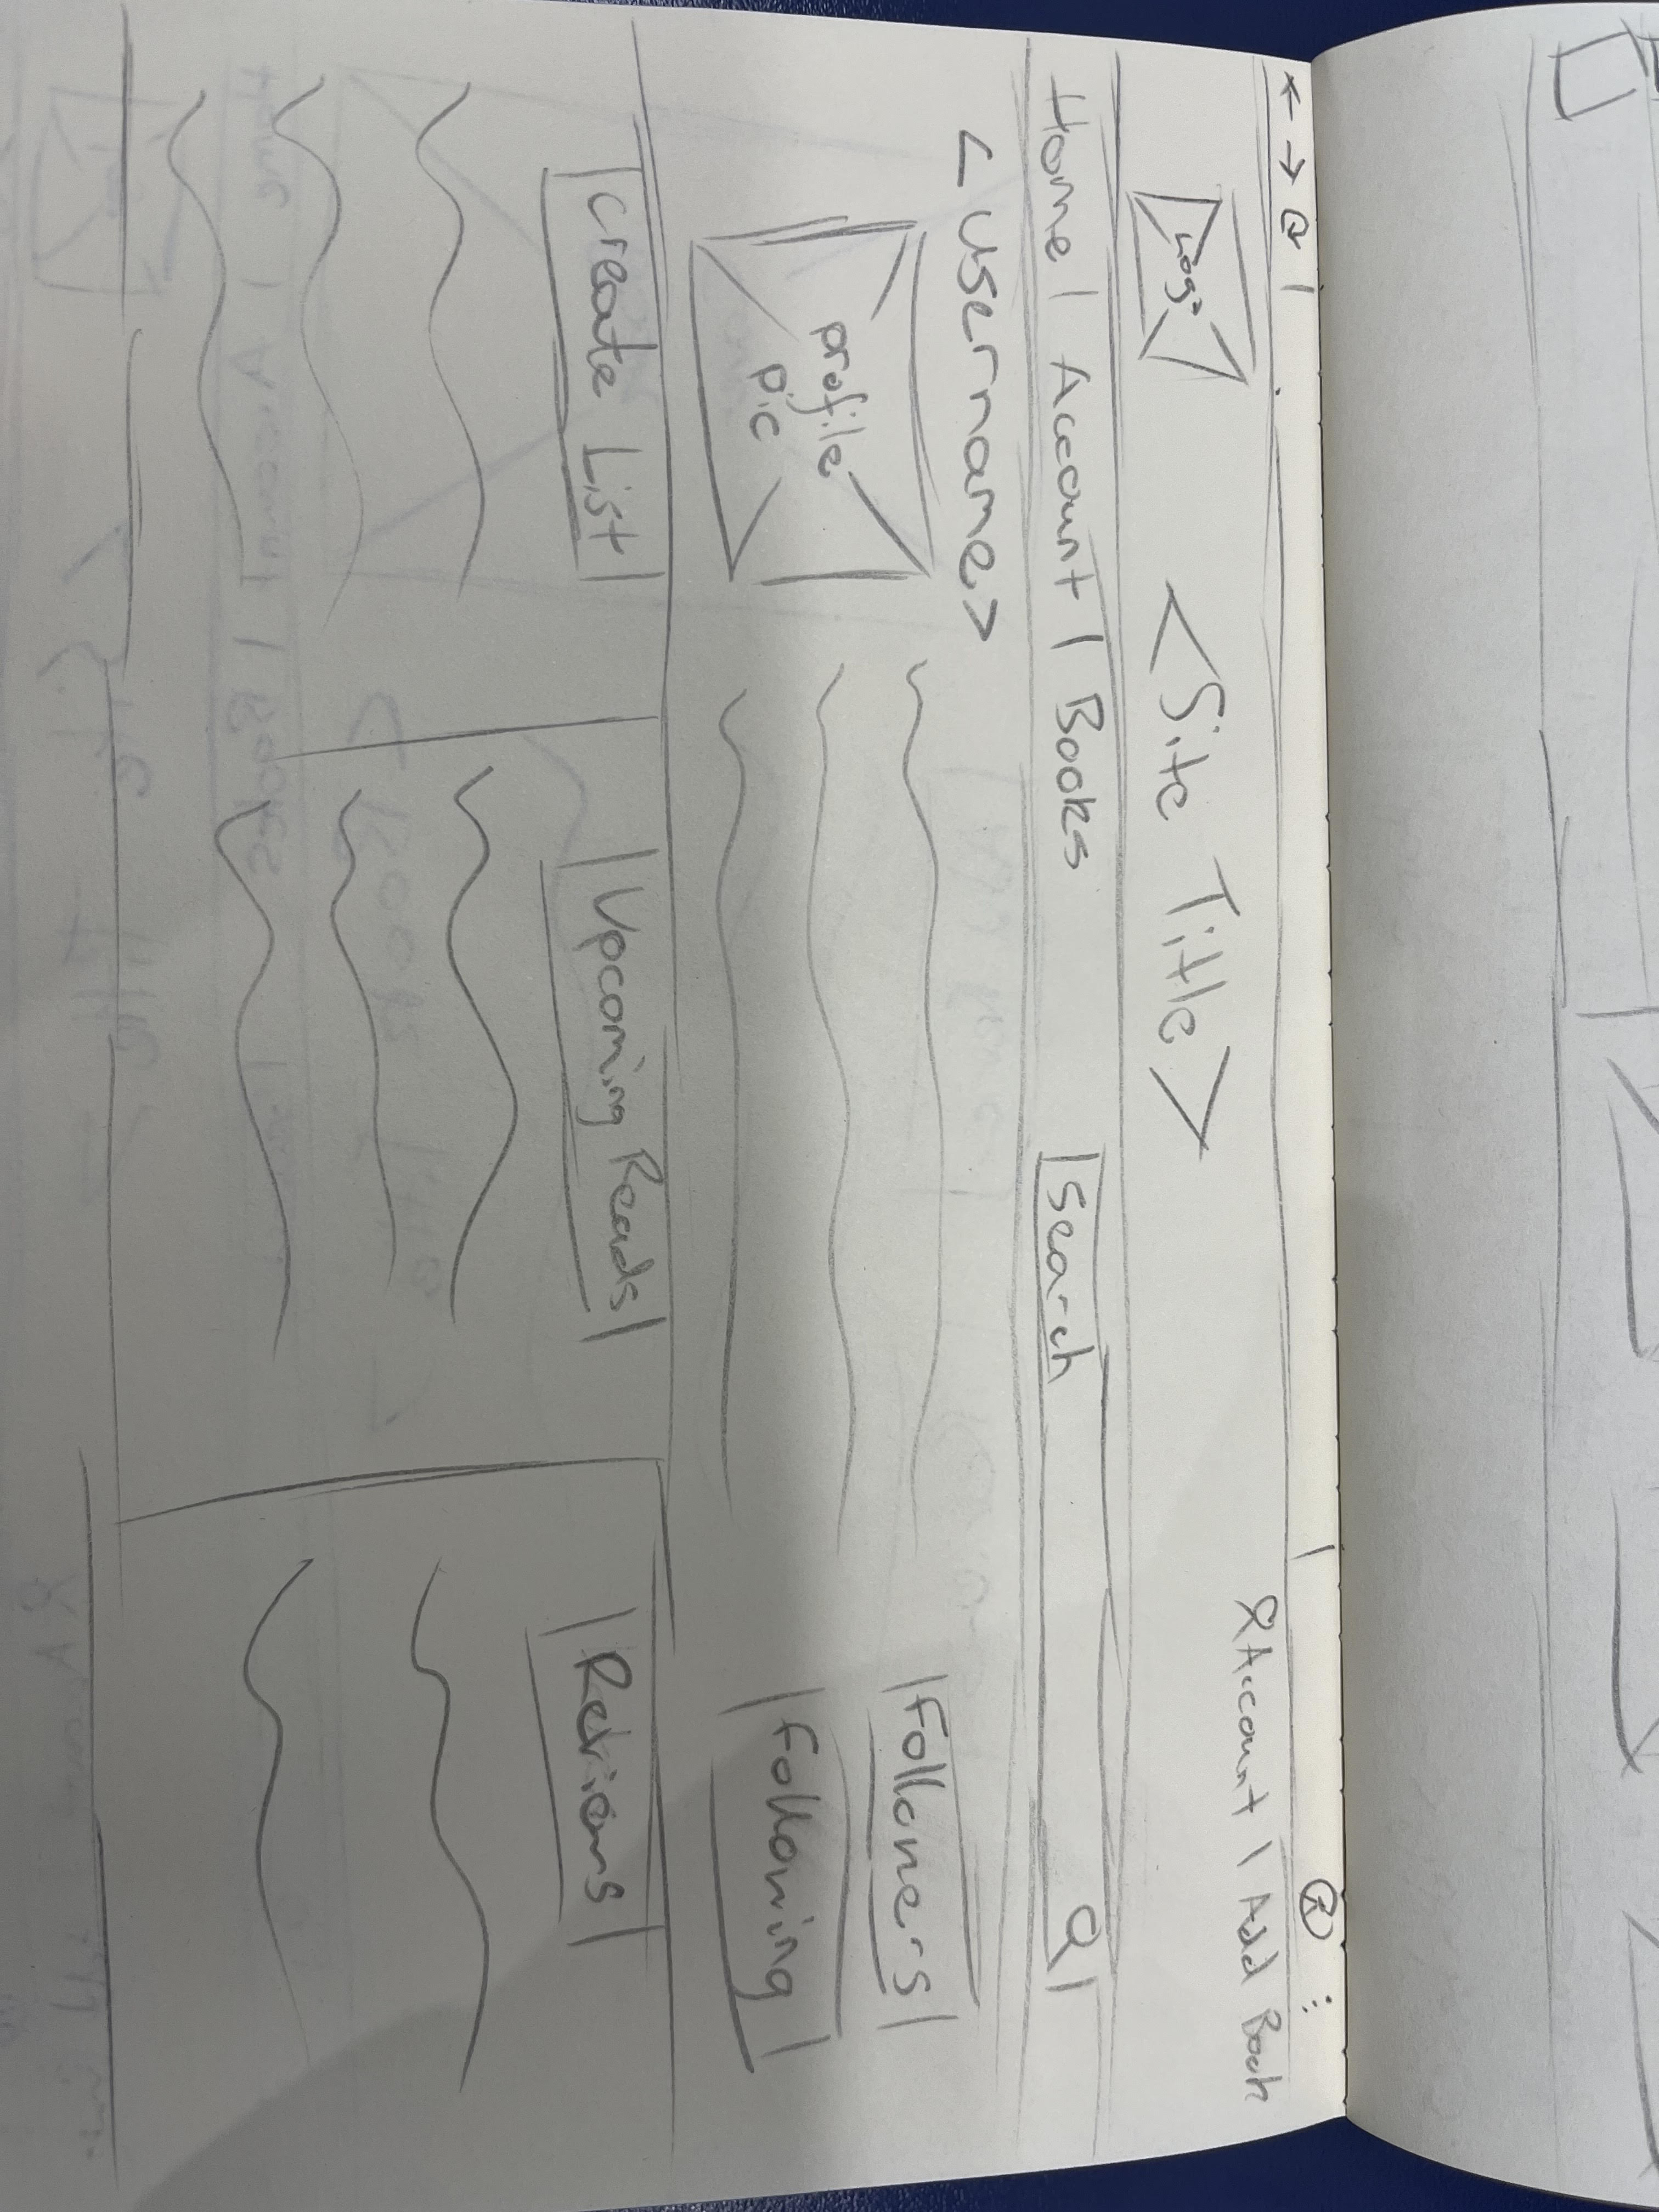 Logo
<Site Title>
Account | Add Book
Home | Account | Books
Search
<username>
profile
pic
Followers
Following
Create List
Upcoming Reads
Reviews